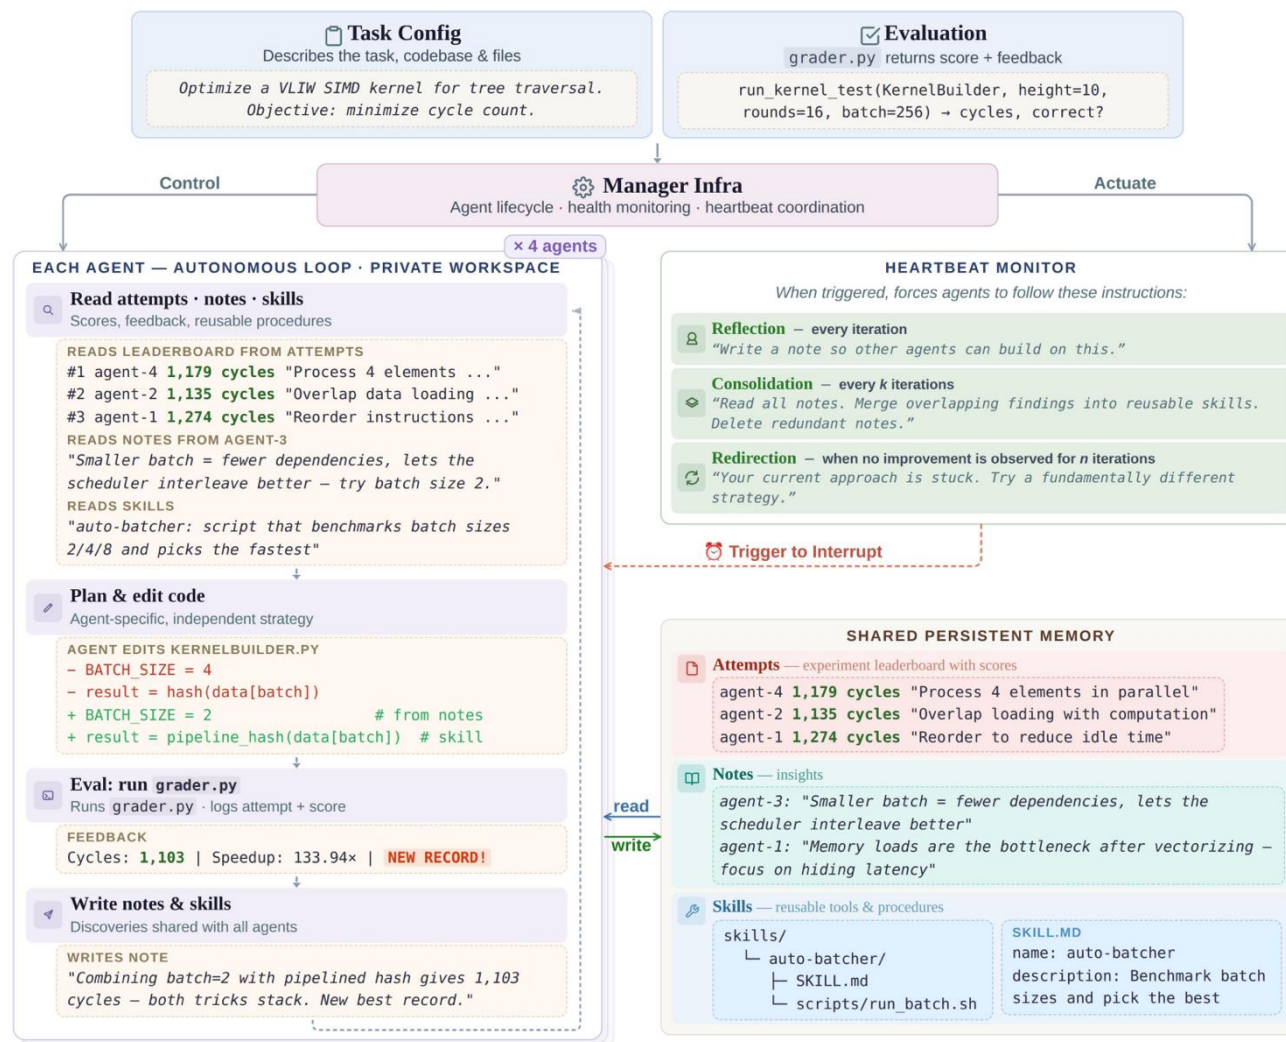 Task Config
Describes the task, codebase & files
Optimize a VLIW SIMD kernel for tree traversal.
Objective: minimize cycle count.
Evaluation
grader.py returns score + feedback
run_kernel_test(KernelBuilder, height=10,
rounds=16, batch=256) → cycles, correct?
Control
Manager Infra
Agent lifecycle · health monitoring · heartbeat coordination
Actuate
× 4 agents
EACH AGENT — AUTONOMOUS LOOP · PRIVATE WORKSPACE
Read attempts · notes · skills
Scores, feedback, reusable procedures
READS LEADERBOARD FROM ATTEMPTS
#1 agent-4 1,179 cycles "Process 4 elements ..."
#2 agent-2 1,135 cycles "Overlap data loading ..."
#3 agent-1 1,274 cycles "Reorder instructions ..."
READS NOTES FROM AGENT-3
"Smaller batch = fewer dependencies, lets the
scheduler interleave better — try batch size 2."
READS SKILLS
"auto-batcher: script that benchmarks batch sizes
2/4/8 and picks the fastest"
Plan & edit code
Agent-specific, independent strategy
AGENT EDITS KERNELBUILDER.PY
− BATCH_SIZE = 4
− result = hash(data[batch])
+ BATCH_SIZE = 2 # from notes
+ result = pipeline_hash(data[batch]) # skill
Eval: run grader.py
Runs grader.py · logs attempt + score
FEEDBACK
Cycles: 1,103 | Speedup: 133.94× | NEW RECORD!
Write notes & skills
Discoveries shared with all agents
WRITES NOTE
"Combining batch=2 with pipelined hash gives 1,103
cycles — both tricks stack. New best record."
HEARTBEAT MONITOR
When triggered, forces agents to follow these instructions:
Reflection — every iteration
“Write a note so other agents can build on this.”
Consolidation — every k iterations
“Read all notes. Merge overlapping findings into reusable skills.
Delete redundant notes.”
Redirection — when no improvement is observed for n iterations
“Your current approach is stuck. Try a fundamentally different
strategy.”
Trigger to Interrupt
read
write
SHARED PERSISTENT MEMORY
Attempts — experiment leaderboard with scores
agent-4 1,179 cycles "Process 4 elements in parallel"
agent-2 1,135 cycles "Overlap loading with computation"
agent-1 1,274 cycles "Reorder to reduce idle time"
Notes — insights
agent-3: "Smaller batch = fewer dependencies, lets the
scheduler interleave better"
agent-1: "Memory loads are the bottleneck after vectorizing —
focus on hiding latency"
Skills — reusable tools & procedures
skills/
└─ auto-batcher/
├─ SKILL.md
└─ scripts/run_batch.sh
SKILL.MD
name: auto-batcher
description: Benchmark batch
sizes and pick the best